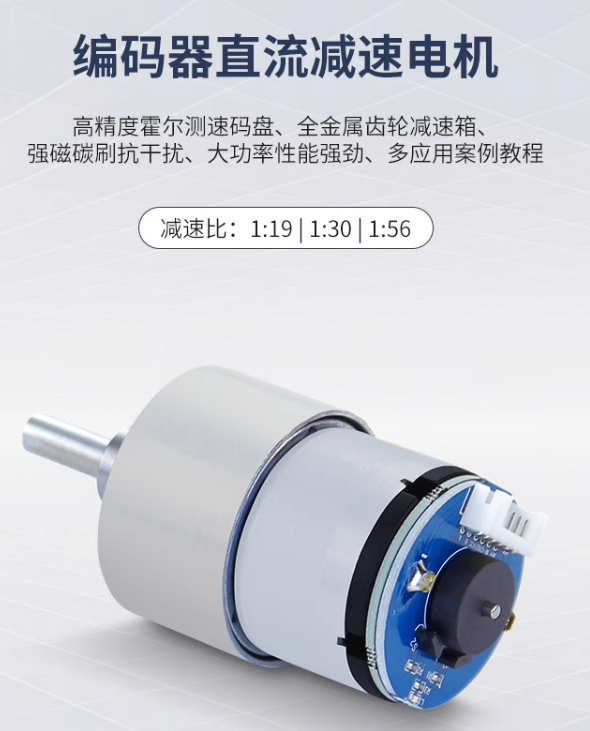 编码器直流减速电机
高精度霍尔测速码盘、全金属齿轮减速箱、
强磁碳刷抗干扰、大功率性能强劲、多应用案例教程
减速比：1:19 | 1:30 | 1:56